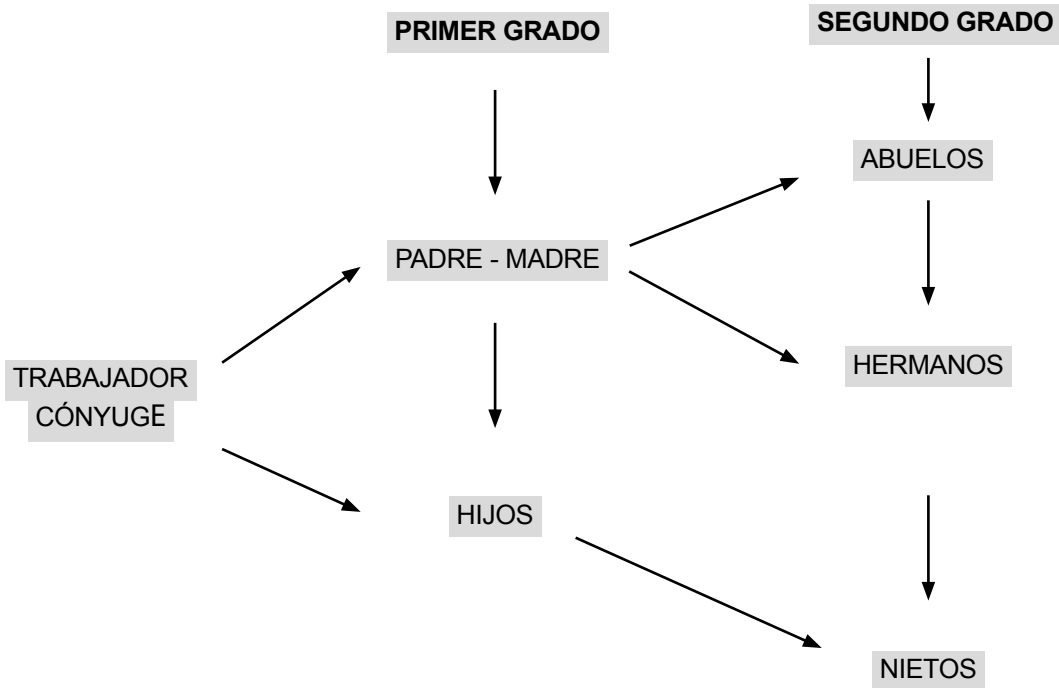 PRIMER GRADO
SEGUNDO GRADO
ABUELOS
PADRE - MADRE
TRABAJADOR
CÓNYUGE
HERMANOS
HIJOS
NIETOS